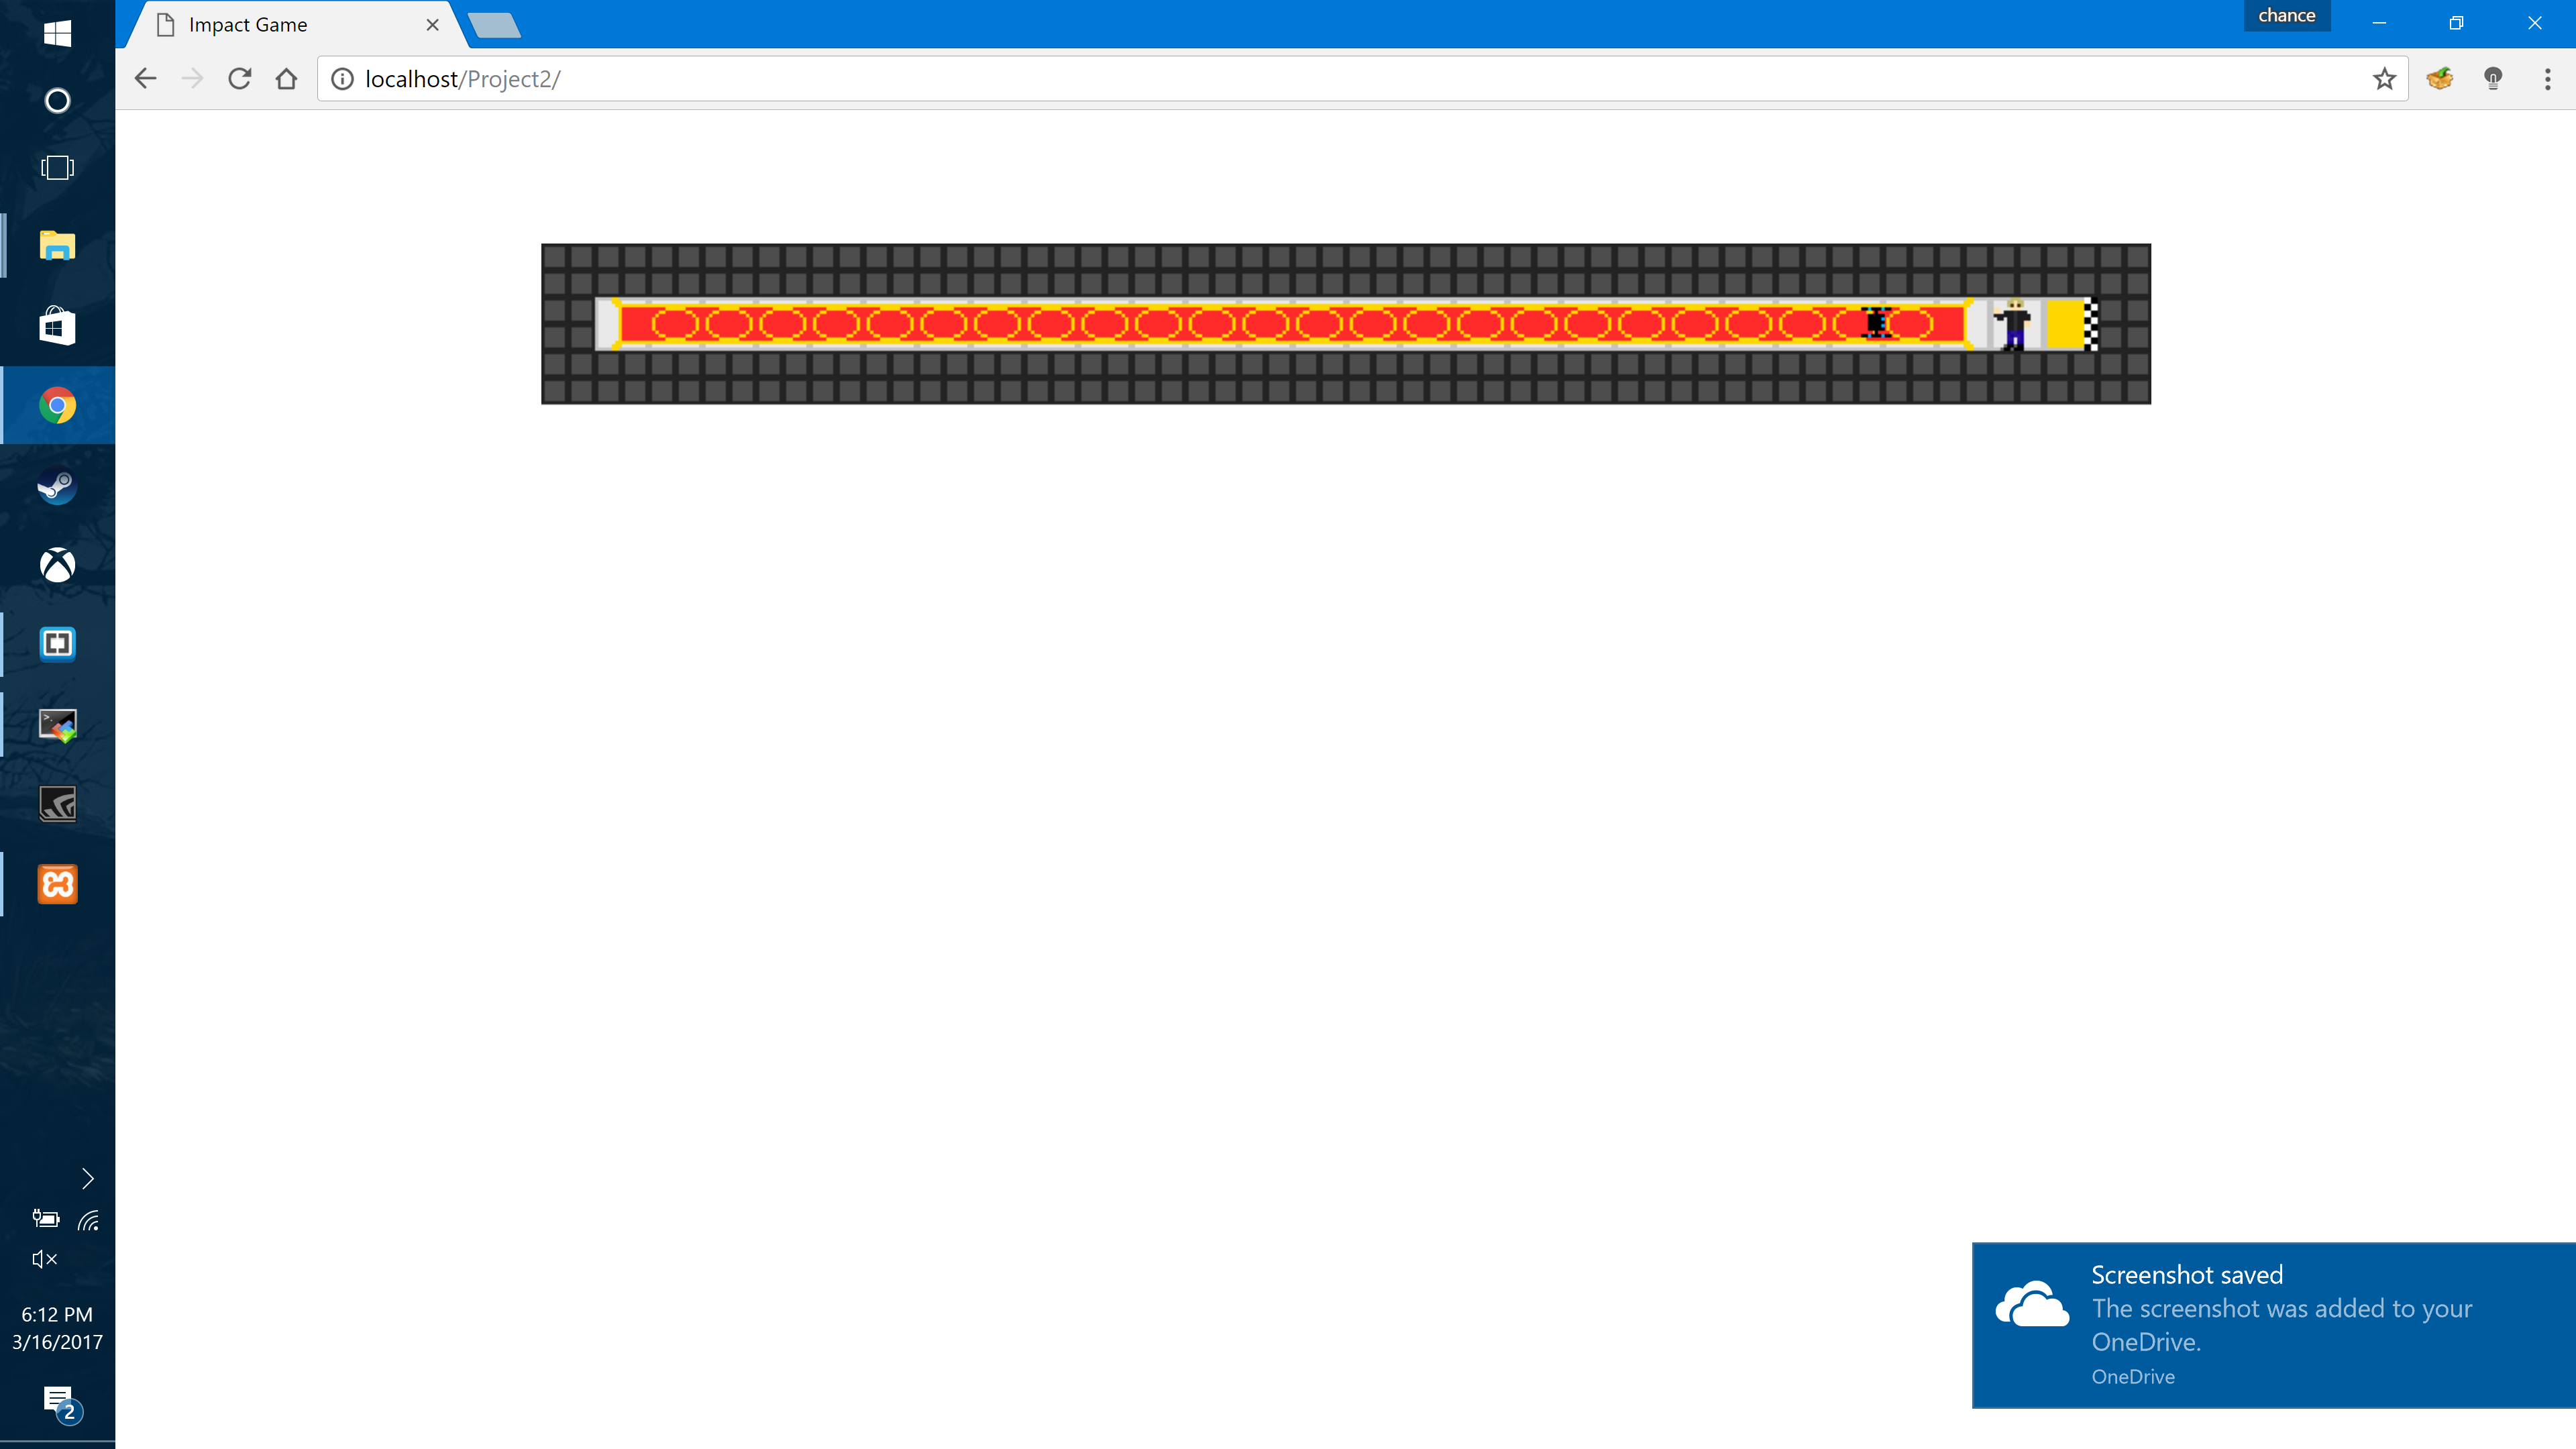 Impact Game
chance
localhost/Project2/
6:12 PM
3/16/2017
2
Screenshot saved
The screenshot was added to your
OneDrive.
OneDrive